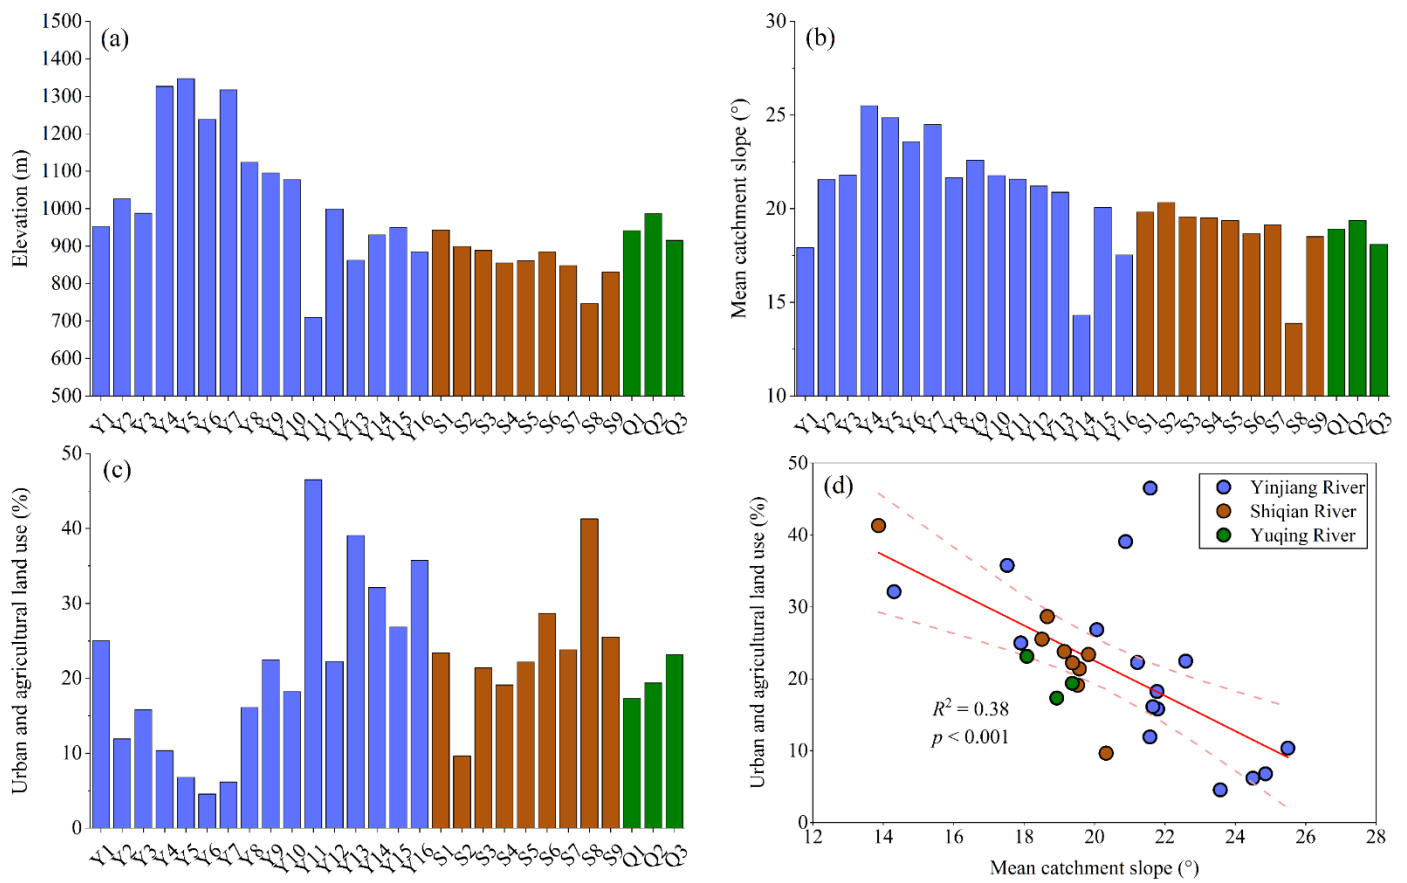 (a)
Elevation (m)
1500
1400
1300
1200
1100
1000
900
800
700
600
500
Y1 Y2 Y3 Y4 Y5 Y6 Y7 Y8 Y9 Y10 Y11 Y12 Y13 Y14 Y15 Y16 S1 S2 S3 S4 S5 S6 S7 S8 S9 Q1 Q2 Q3
(b)
Mean catchment slope (°)
30
25
20
15
10
Y1 Y2 Y3 Y4 Y5 Y6 Y7 Y8 Y9 Y10 Y11 Y12 Y13 Y14 Y15 Y16 S1 S2 S3 S4 S5 S6 S7 S8 S9 Q1 Q2 Q3
(c)
Urban and agricultural land use (%)
50
40
30
20
10
0
Y1 Y2 Y3 Y4 Y5 Y6 Y7 Y8 Y9 Y10 Y11 Y12 Y13 Y14 Y15 Y16 S1 S2 S3 S4 S5 S6 S7 S8 S9 Q1 Q2 Q3
(d)
Urban and agricultural land use (%)
50
40
30
20
10
0
Yinjiang River
Shiqian River
Yuqing River
R² = 0.38
p < 0.001
12 14 16 18 20 22 24 26 28
Mean catchment slope (°)